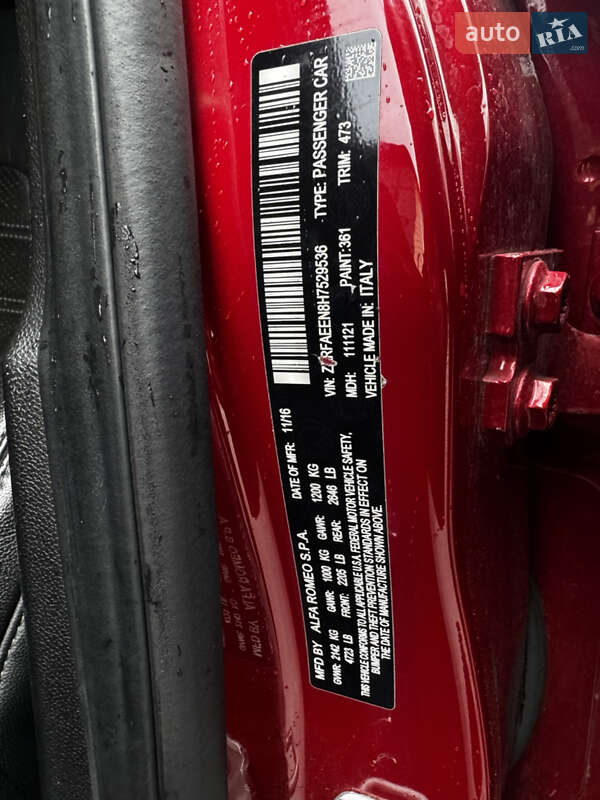 auto RIA.com
MFD BY ALFA ROMEO S.P.A. DATE OF MFR: 11/16
GVWR: 2142 KG GAWR: 1000 KG GAWR: 1200 KG
4723 LB FRONT: 2205 LB REAR: 2646 LB
THIS VEHICLE CONFORMS TO ALL APPLICABLE U.S.A. FEDERAL MOTOR VEHICLE SAFETY,
BUMPER AND THEFT PREVENTION STANDARDS IN EFFECT ON
THE DATE OF MANUFACTURE SHOWN ABOVE.
VIN: ZARFAEEN8H7529536 TYPE: PASSENGER CAR
MDH: 111121 PAINT:361 TRIM: 473
VEHICLE MADE IN: ITALY